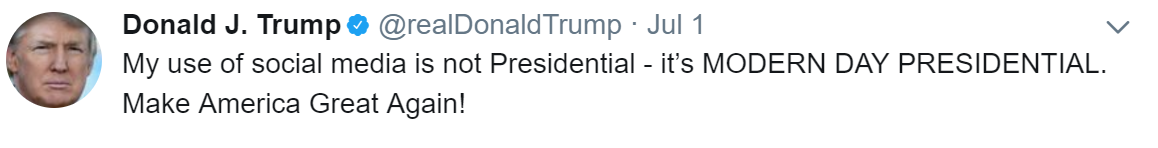 Donald J. Trump @realDonaldTrump · Jul 1
My use of social media is not Presidential - it’s MODERN DAY PRESIDENTIAL.
Make America Great Again!